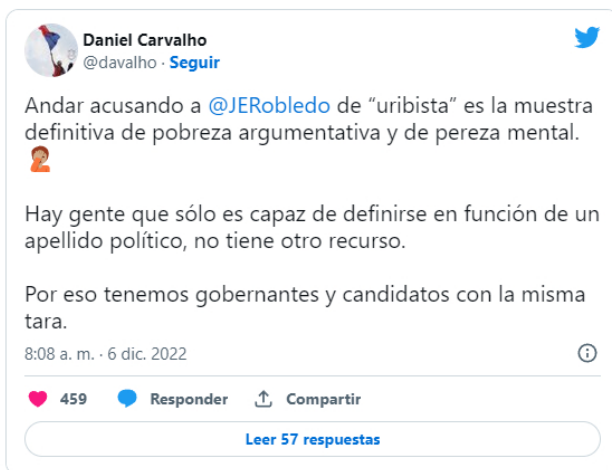 Daniel Carvalho
@davalho · Seguir
Andar acusando a @JERobledo de “uribista” es la muestra
definitiva de pobreza argumentativa y de pereza mental.
🤦🏽
Hay gente que sólo es capaz de definirse en función de un
apellido político, no tiene otro recurso.
Por eso tenemos gobernantes y candidatos con la misma
tara.
8:08 a. m. · 6 dic. 2022
459 Responder Compartir
Leer 57 respuestas